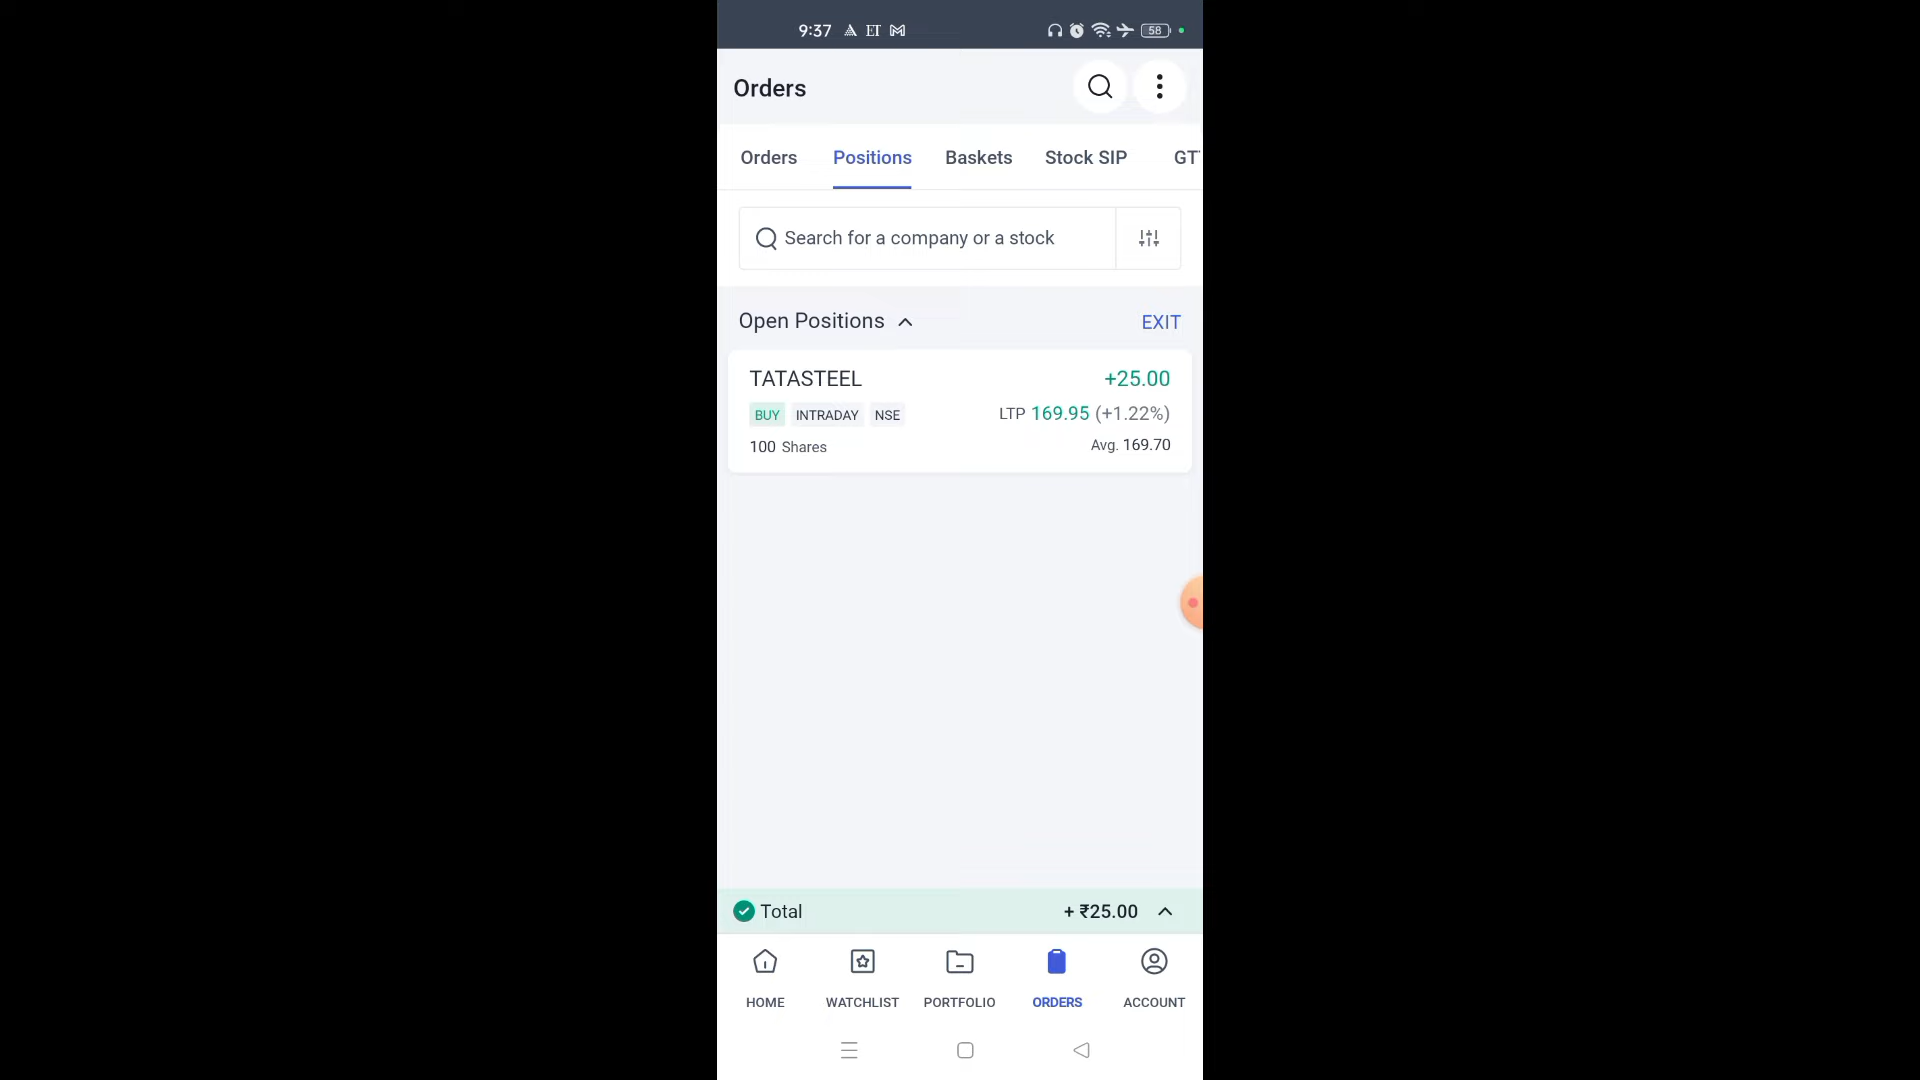 9:37 ET 58
Orders
Orders Positions Baskets Stock SIP GT
Search for a company or a stock
Open Positions EXIT
TATASTEEL +25.00
BUY INTRADAY NSE LTP 169.95 (+1.22%)
100 Shares Avg. 169.70
Total + ₹25.00
HOME WATCHLIST PORTFOLIO ORDERS ACCOUNT